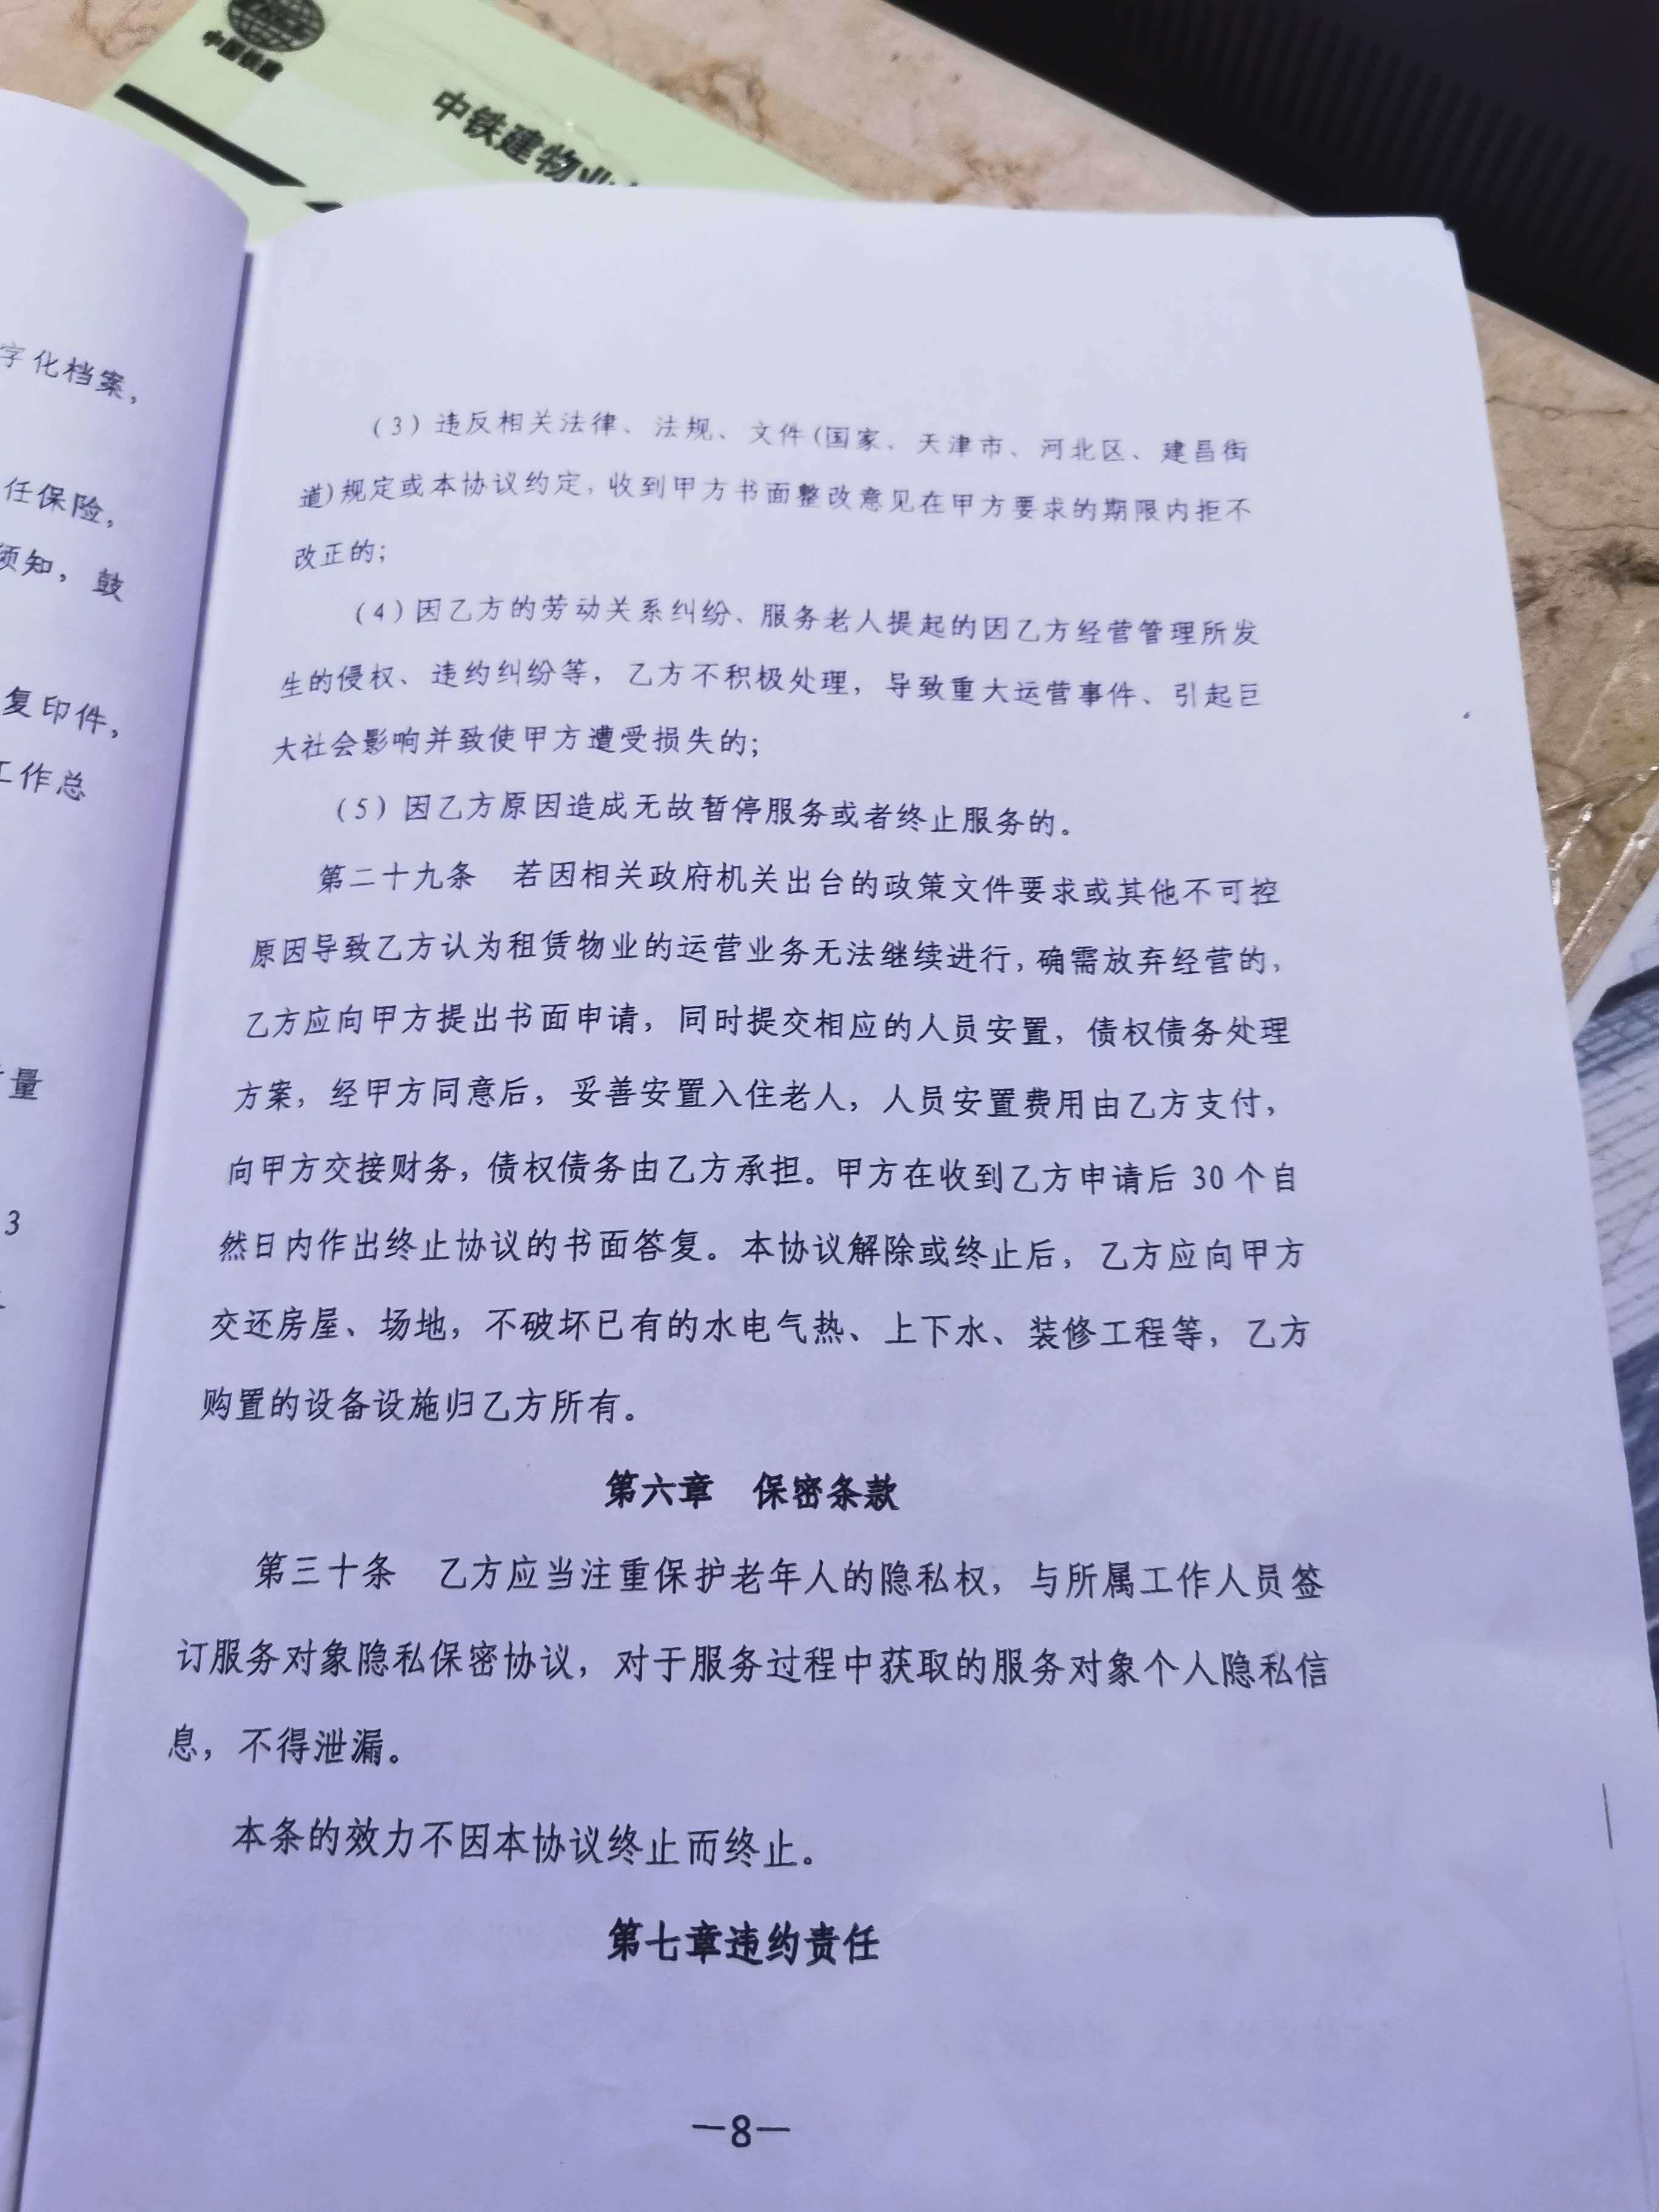 中国铁建
中铁建物业
字化档案，
任保险，
须知，鼓
复印件，
工作总
量
3
（3）违反相关法律、法规、文件(国家、天津市、河北区、建昌街
道)规定或本协议约定，收到甲方书面整改意见在甲方要求的期限内拒不
改正的；
（4）因乙方的劳动关系纠纷、服务老人提起的因乙方经营管理所发
生的侵权、违约纠纷等，乙方不积极处理，导致重大运营事件、引起巨
大社会影响并致使甲方遭受损失的；
（5）因乙方原因造成无故暂停服务或者终止服务的。
第二十九条 若因相关政府机关出台的政策文件要求或其他不可控
原因导致乙方认为租赁物业的运营业务无法继续进行，确需放弃经营的，
乙方应向甲方提出书面申请，同时提交相应的人员安置，债权债务处理
方案，经甲方同意后，妥善安置入住老人，人员安置费用由乙方支付，
向甲方交接财务，债权债务由乙方承担。甲方在收到乙方申请后 30 个自
然日内作出终止协议的书面答复。本协议解除或终止后，乙方应向甲方
交还房屋、场地，不破坏已有的水电气热、上下水、装修工程等，乙方
购置的设备设施归乙方所有。
第六章 保密条款
第三十条 乙方应当注重保护老年人的隐私权，与所属工作人员签
订服务对象隐私保密协议，对于服务过程中获取的服务对象个人隐私信
息，不得泄漏。
本条的效力不因本协议终止而终止。
第七章违约责任
—8—